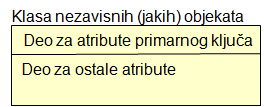 Klasa nezavisnih (jakih) objekata
Deo za atribute primarnog ključa
Deo za ostale atribute